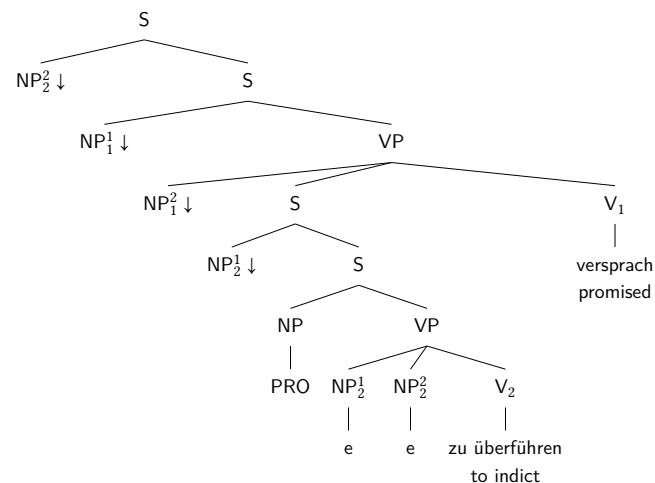 S
NP²₂↓ S
NP¹₁↓ VP
NP²₁↓ S V₁
NP¹₂↓ S versprach
promised
NP VP
PRO NP¹₂ NP²₂ V₂
e e zu überführen
to indict